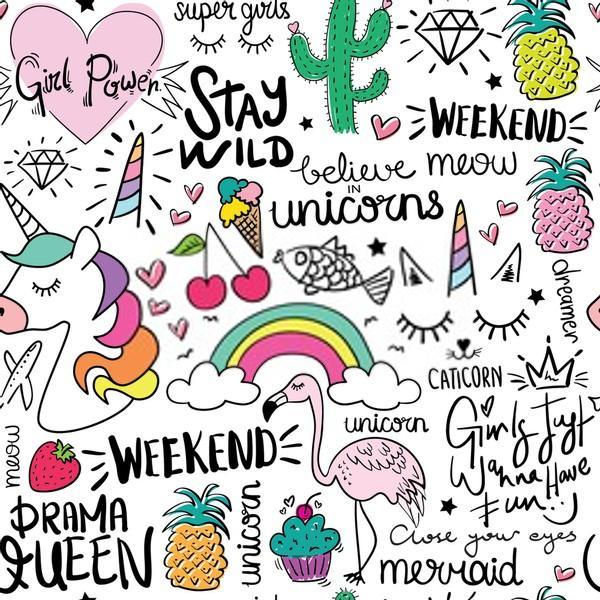 super girls
Girl Power
STAY
WILD
WEEKEND
believe meow
IN
unicorns
dreamer
CATICORN
unicorn
Girls Just
Wanna Have
Fun..!
meow
WEEKEND
DRAMA
QUEEN
unicorn
Close your eyes
mermaid